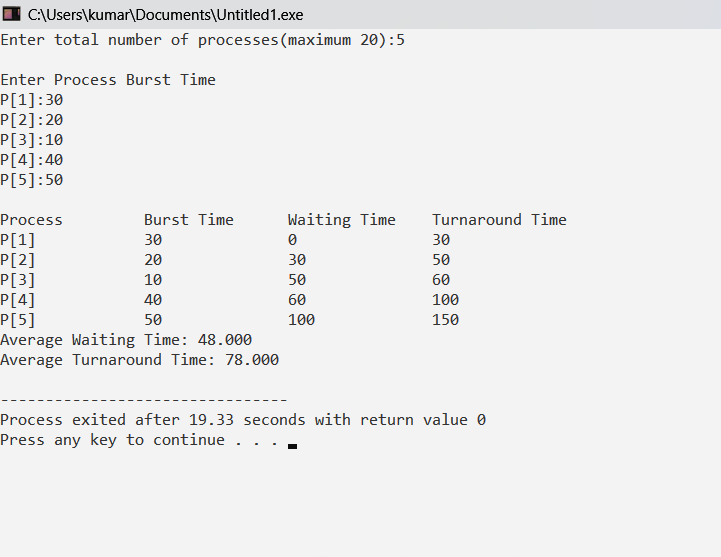 C:\Users\kumar\Documents\Untitled1.exe
Enter total number of processes(maximum 20):5
Enter Process Burst Time
P[1]:30
P[2]:20
P[3]:10
P[4]:40
P[5]:50
Process Burst Time Waiting Time Turnaround Time
P[1] 30 0 30
P[2] 20 30 50
P[3] 10 50 60
P[4] 40 60 100
P[5] 50 100 150
Average Waiting Time: 48.000
Average Turnaround Time: 78.000
--------------------------------
Process exited after 19.33 seconds with return value 0
Press any key to continue . . .